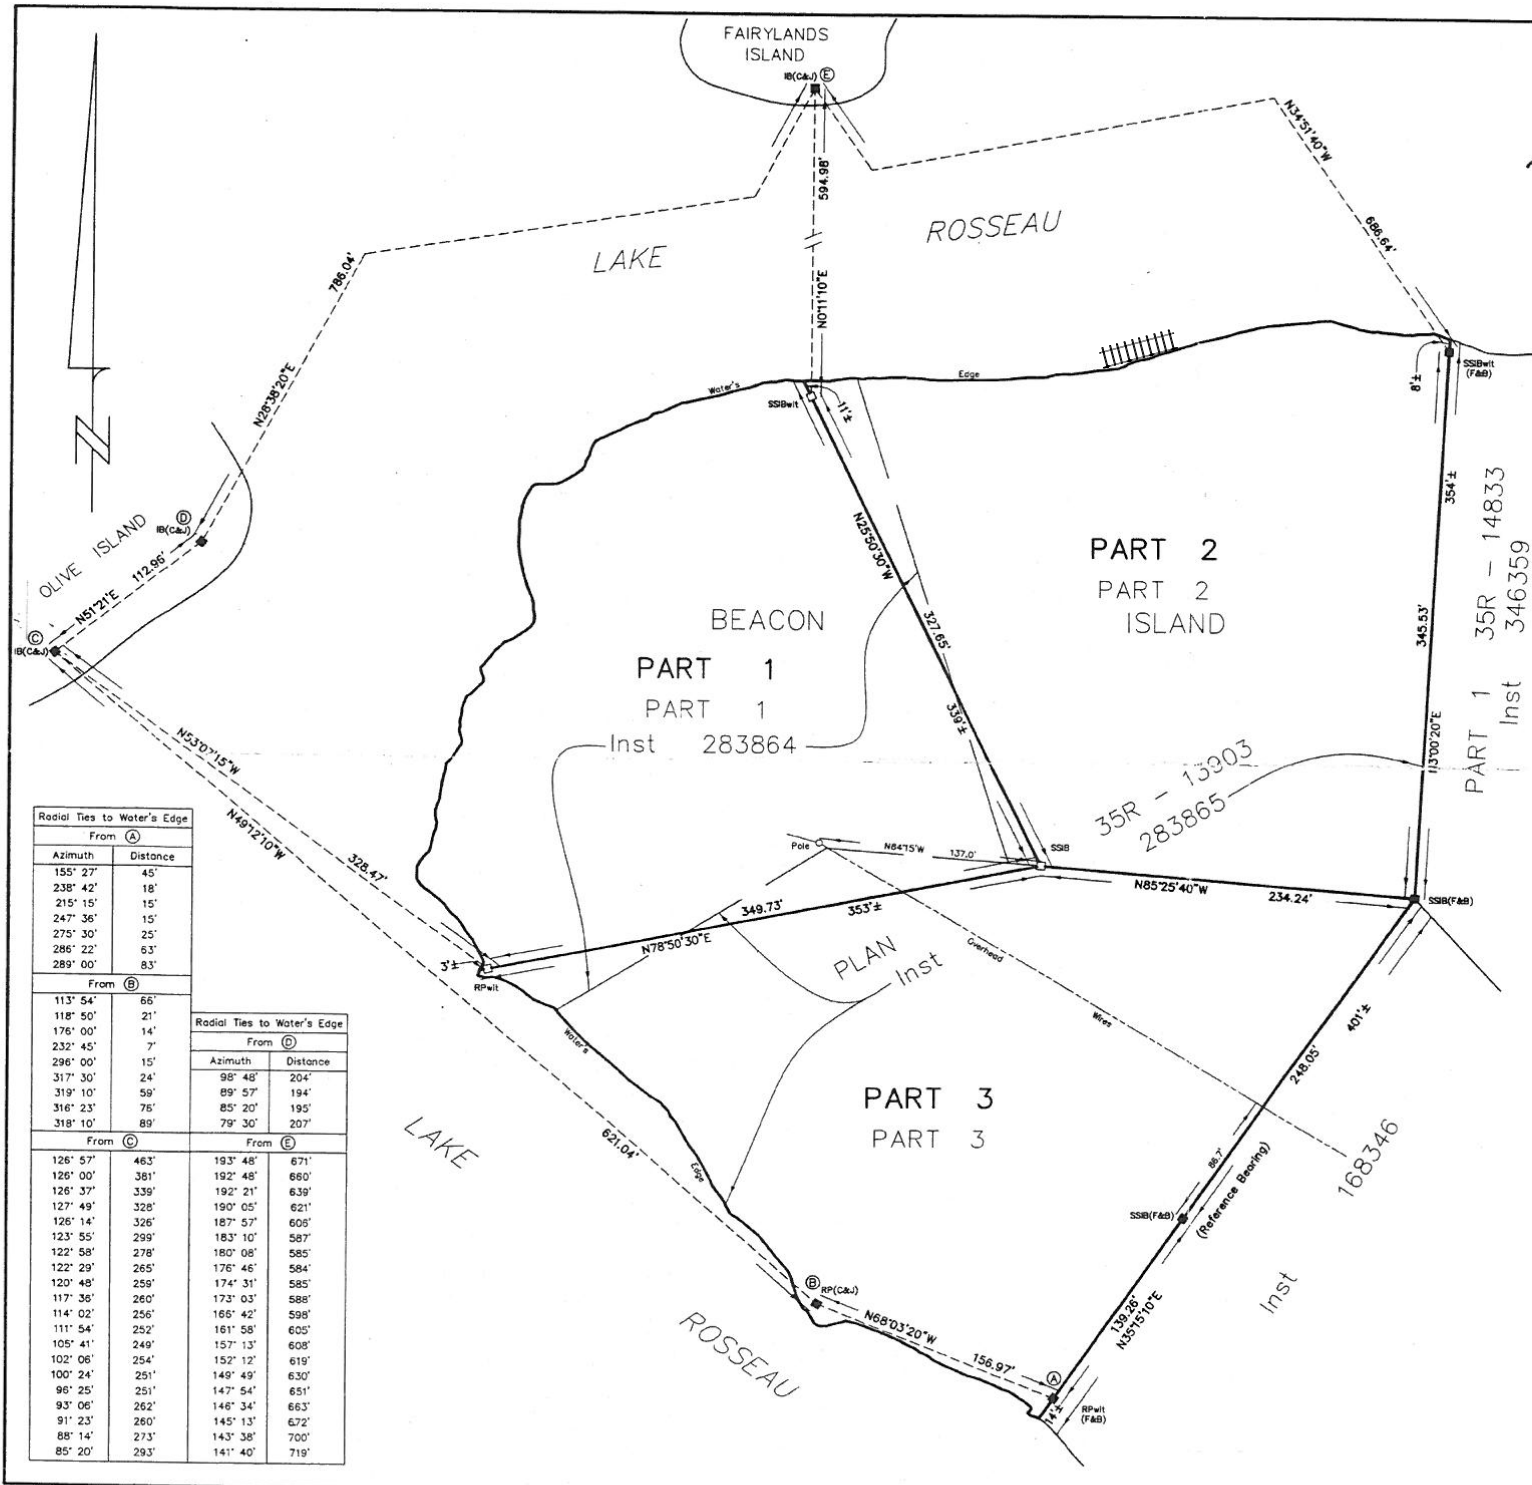 FAIRYLANDS
ISLAND
IB(C&J) E
594.98'
N0°11'10"E
N34°51'40"W
686.64'
LAKE ROSSEAU
786.04'
N28°38'20"E
Water's Edge
SSIBwit
11'±
8'±
SSIBwit
(F&B)
D
IB(C&J)
OLIVE ISLAND
112.96'
N51°21'E
C
IB(C&J)
N25°50'30"W
327.65'
339'±
354'±
345.53'
PART 2
PART 2
ISLAND
BEACON
PART 1
PART 1
Inst 283864
PART 1 35R - 14833
Inst 346359
35R - 13903
283865
N53°07'15"W
328.47'
N49°12'10"W
621.04'
Pole
N84°15'W 137.0'
SSIB
N85°25'40"W 234.24'
SSIB(F&B)
349.73' 353'±
N78°50'30"E
3'±
RPwit
PLAN
Inst
Overhead Wires
Water's Edge
401'±
248.05'
86.7'
PART 3
PART 3
SSIB(F&B)
(Reference Bearing)
168346
Inst
139.26'
N35°15'10"E
LAKE ROSSEAU
B RP(C&J)
N68°03'20"W
156.97'
A
14'±
RPwit
(F&B)
Radial Ties to Water's Edge
From A
Azimuth Distance
155° 27' 45'
238° 42' 18'
215° 15' 15'
247° 36' 15'
275° 30' 25'
286° 22' 63'
289° 00' 83'
From B
113° 54' 66'
118° 50' 21'
176° 00' 14'
232° 45' 7'
296° 00' 15'
317° 30' 24'
319° 10' 59'
316° 23' 76'
318° 10' 89'
From C
126° 57' 463'
126° 00' 381'
126° 37' 339'
127° 49' 328'
126° 14' 326'
123° 55' 299'
122° 58' 278'
122° 29' 265'
120° 48' 259'
117° 36' 260'
114° 02' 256'
111° 54' 252'
105° 41' 249'
102° 06' 254'
100° 24' 251'
96° 25' 251'
93° 06' 262'
91° 23' 260'
88° 14' 273'
85° 20' 293'
Radial Ties to Water's Edge
From D
Azimuth Distance
98° 48' 204'
89° 57' 194'
85° 20' 195'
79° 30' 207'
From E
193° 48' 671'
192° 48' 660'
192° 21' 639'
190° 05' 621'
187° 57' 606'
183° 10' 587'
180° 08' 585'
176° 46' 584'
174° 31' 585'
173° 03' 588'
166° 42' 598'
161° 58' 605'
157° 13' 608'
152° 12' 619'
149° 49' 630'
147° 54' 651'
146° 34' 663'
145° 13' 672'
143° 38' 700'
141° 40' 719'